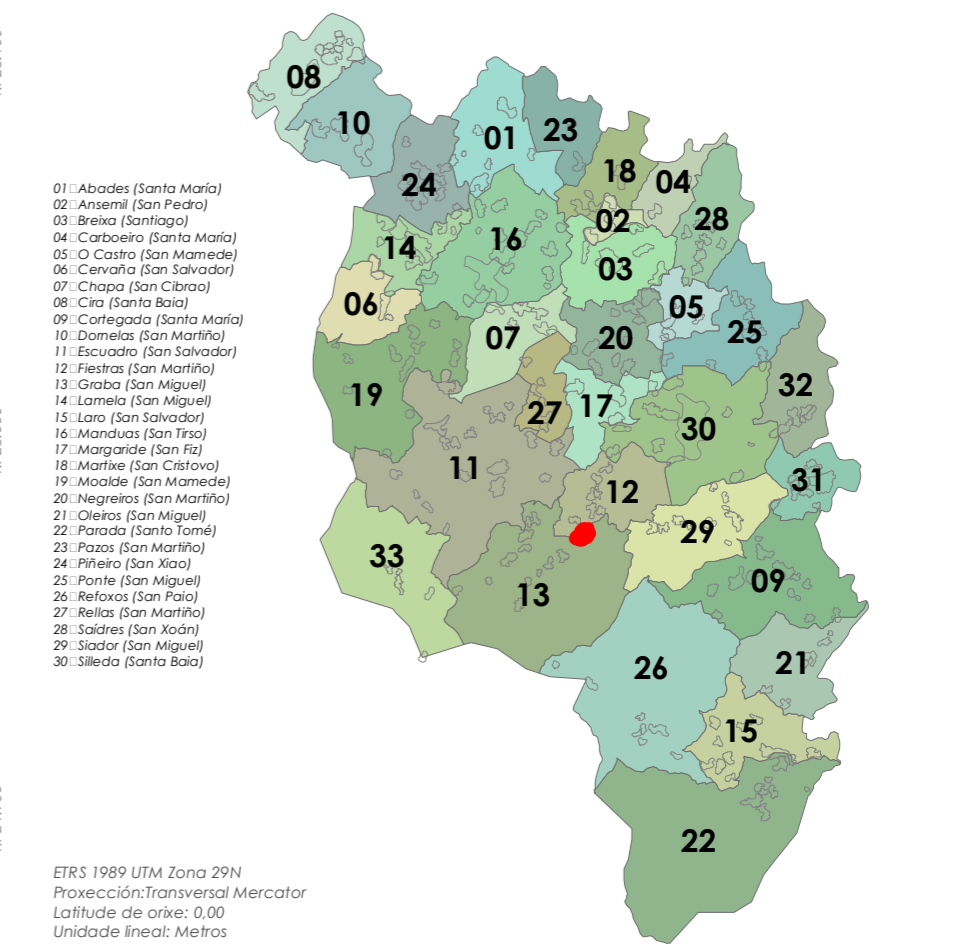 08
10
01
23
24
18
04
02
28
14
16
03
06
05
07
20
25
19
27
17
32
30
11
12
31
29
33
13
09
26
21
15
22
01 Abades (Santa María)
02 Ansemil (San Pedro)
03 Breixa (Santiago)
04 Carboeiro (Santa María)
05 O Castro (San Mamede)
06 Cervaña (San Salvador)
07 Chapa (San Cibrao)
08 Cira (Santa Baia)
09 Cortegada (Santa María)
10 Dornelas (San Martiño)
11 Escuadro (San Salvador)
12 Fiestras (San Martiño)
13 Graba (San Miguel)
14 Lamela (San Miguel)
15 Laro (San Salvador)
16 Manduas (San Tirso)
17 Margaride (San Fiz)
18 Martixe (San Cristovo)
19 Moalde (San Mamede)
20 Negreiros (San Martiño)
21 Oleiros (San Miguel)
22 Parada (Santo Tomé)
23 Pazos (San Martiño)
24 Piñeiro (San Xiao)
25 Ponte (San Miguel)
26 Refoxos (San Paio)
27 Rellas (San Martiño)
28 Saídres (San Xoán)
29 Siador (San Miguel)
30 Silleda (Santa Baia)
ETRS 1989 UTM Zona 29N
Proxección:Transversal Mercator
Latitude de orixe: 0,00
Unidade lineal: Metros